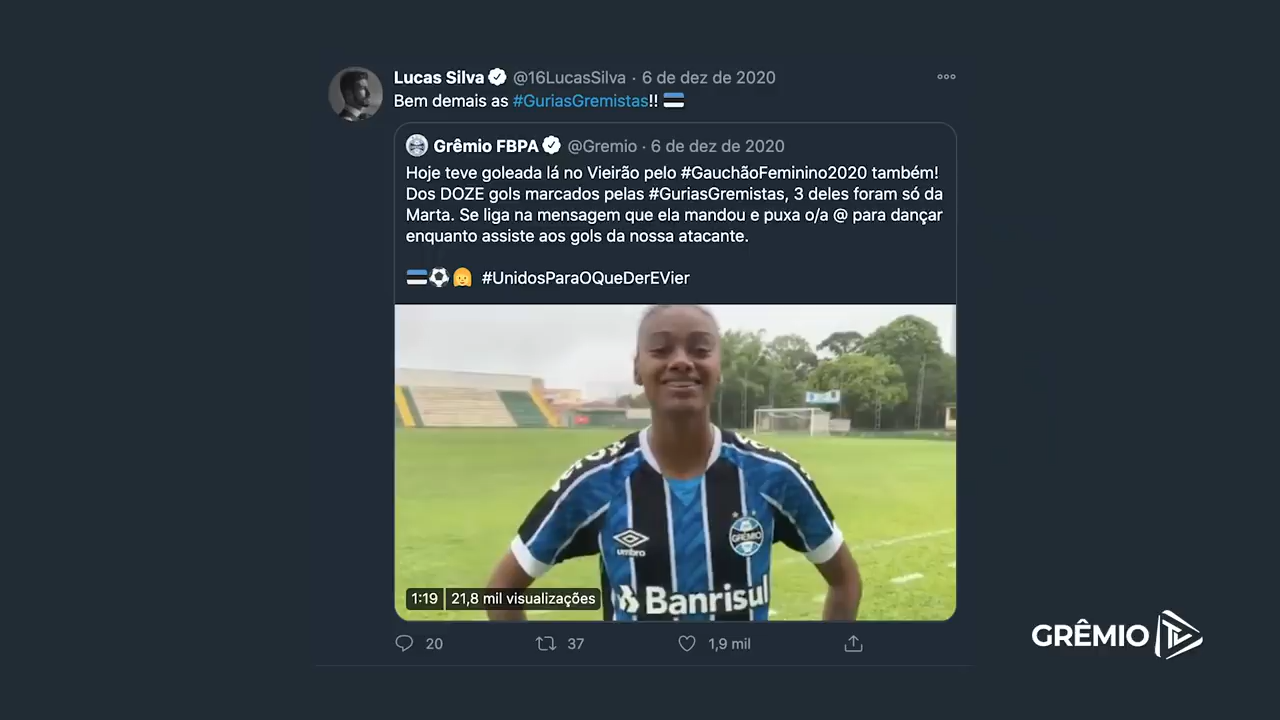 Lucas Silva @16LucasSilva · 6 de dez de 2020
Bem demais as #GuriasGremistas!!
Grêmio FBPA @Gremio · 6 de dez de 2020
Hoje teve goleada lá no Vieirão pelo #GauchãoFeminino2020 também!
Dos DOZE gols marcados pelas #GuriasGremistas, 3 deles foram só da
Marta. Se liga na mensagem que ela mandou e puxa o/a @ para dançar
enquanto assiste aos gols da nossa atacante.
#UnidosParaOQueDerEVier
umbro
GRÊMIO
Banrisul
1:19 21,8 mil visualizações
20 37 1,9 mil
GRÊMIO TV